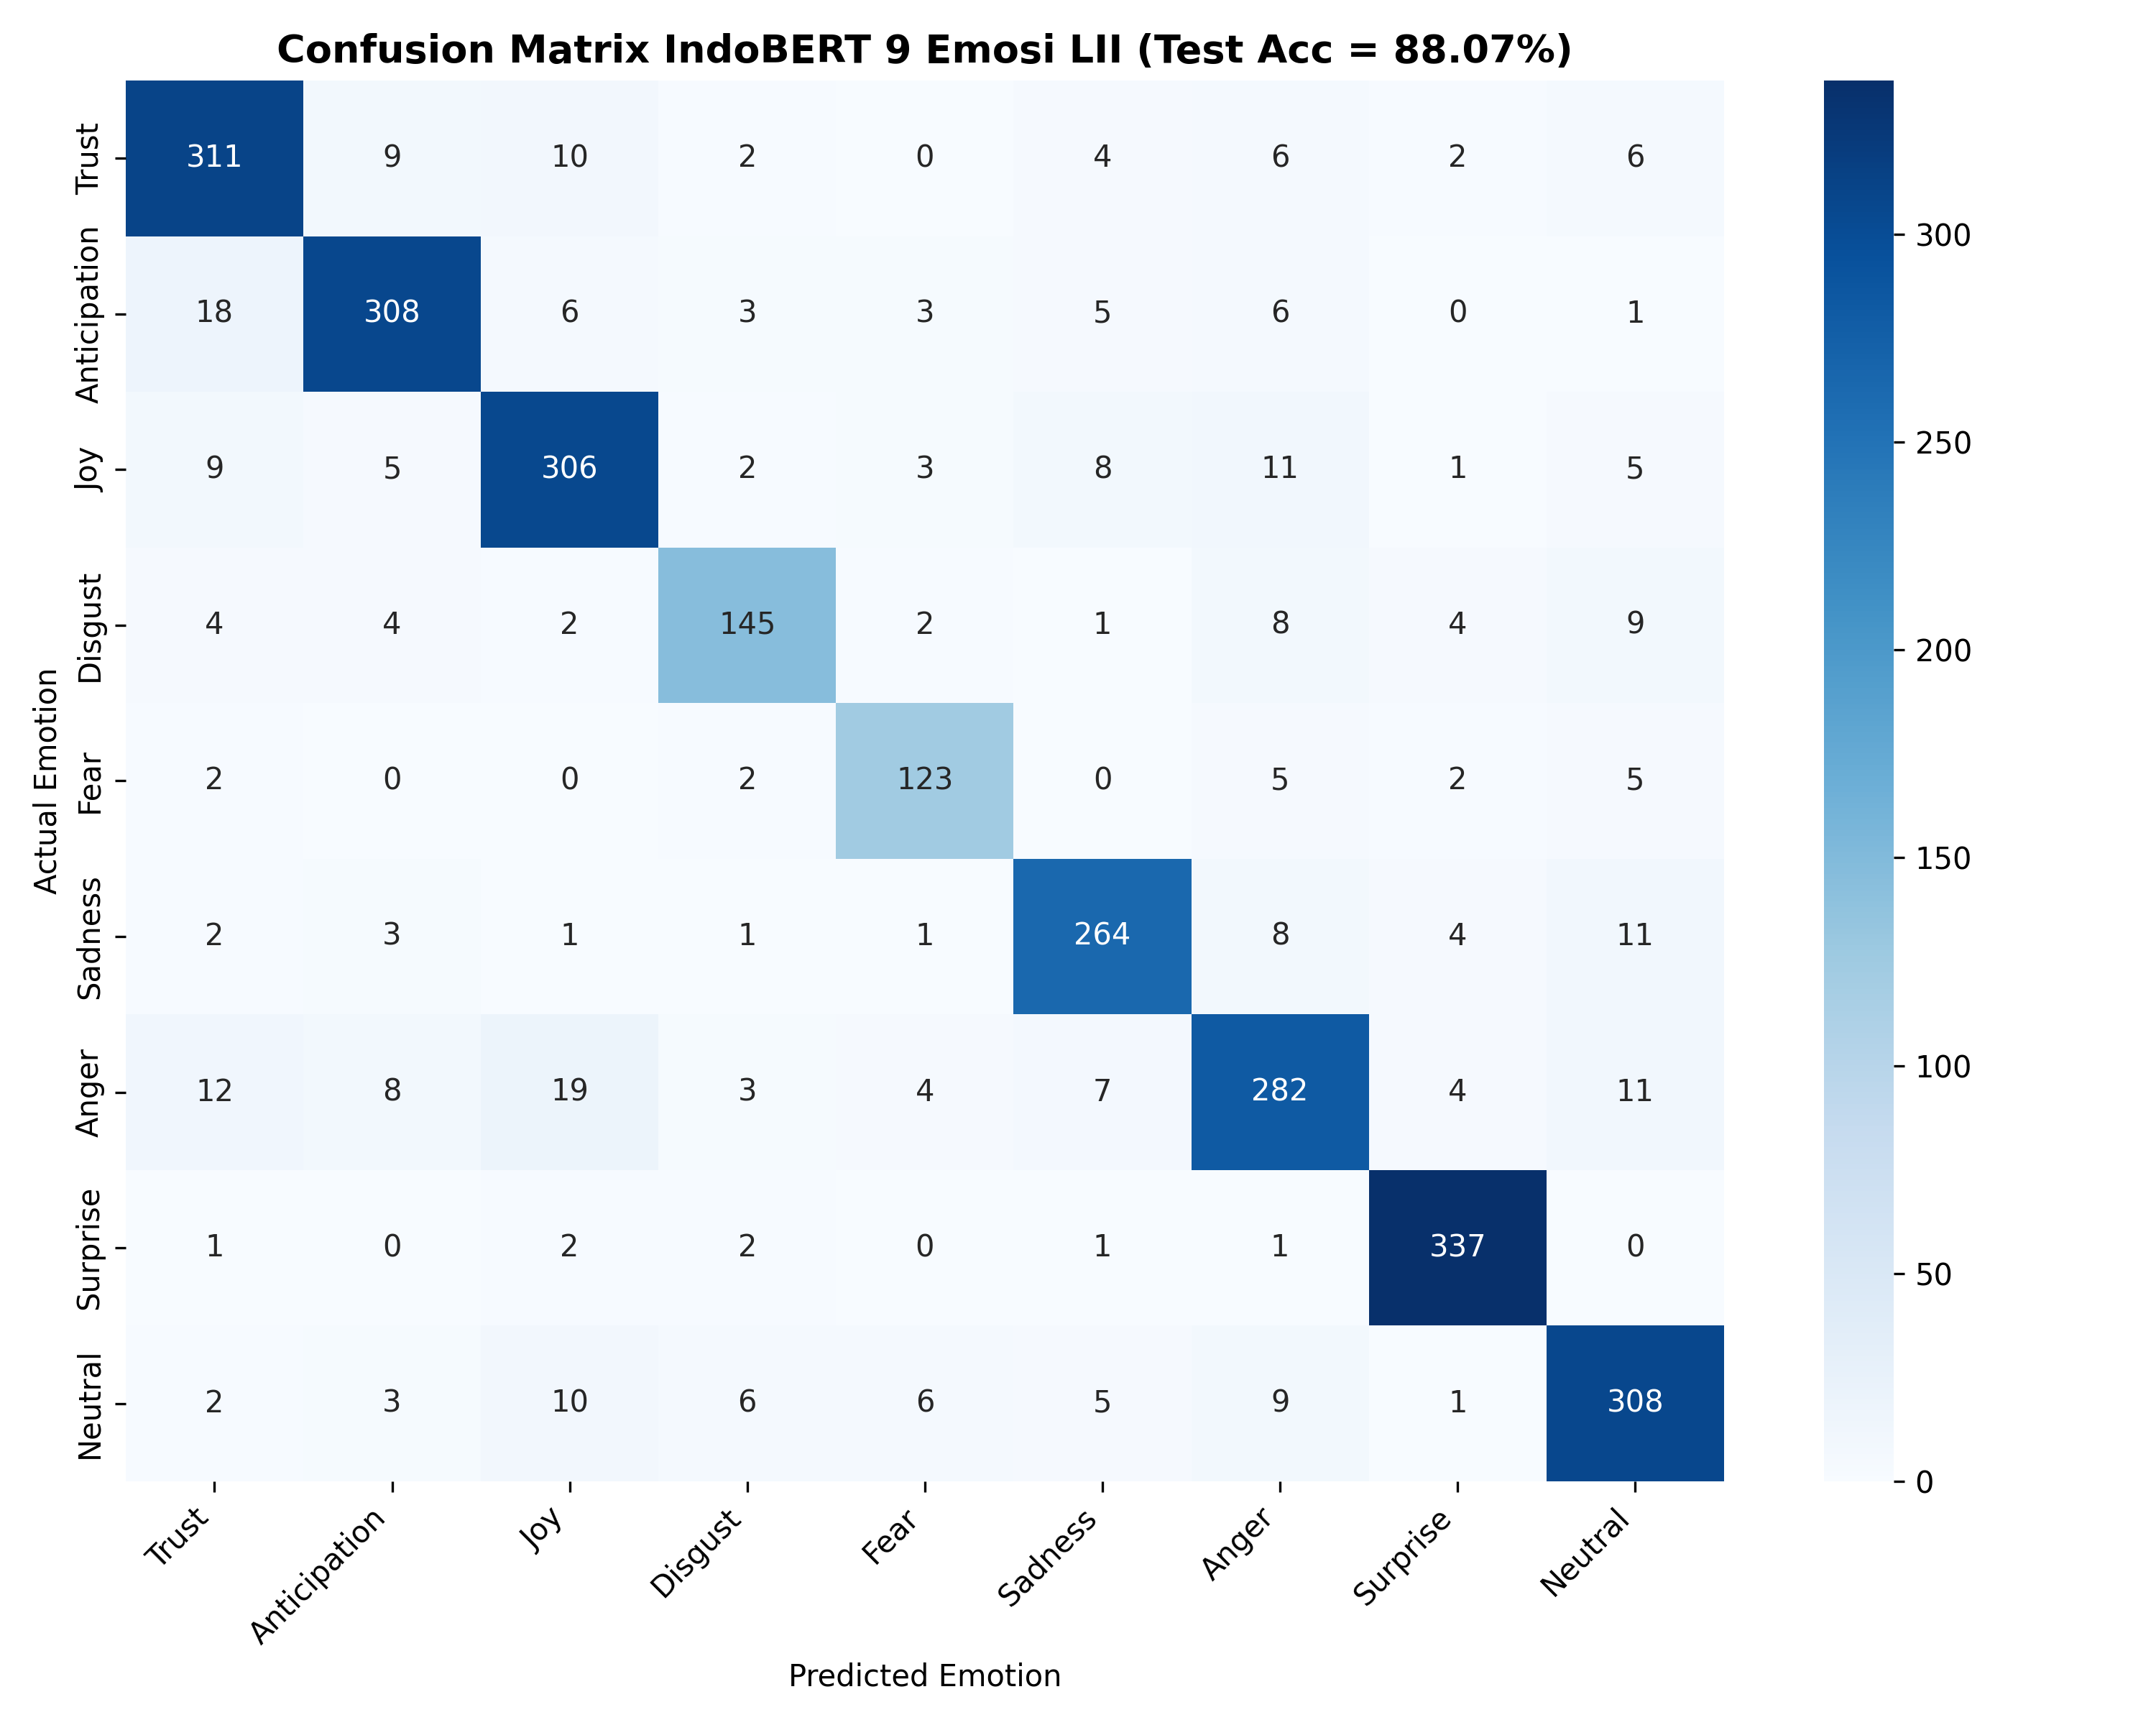 Confusion Matrix IndoBERT 9 Emosi LII (Test Acc = 88.07%)
Actual Emotion
Trust 311 9 10 2 0 4 6 2 6
Anticipation 18 308 6 3 3 5 6 0 1
Joy 9 5 306 2 3 8 11 1 5
Disgust 4 4 2 145 2 1 8 4 9
Fear 2 0 0 2 123 0 5 2 5
Sadness 2 3 1 1 1 264 8 4 11
Anger 12 8 19 3 4 7 282 4 11
Surprise 1 0 2 2 0 1 1 337 0
Neutral 2 3 10 6 6 5 9 1 308
Trust Anticipation Joy Disgust Fear Sadness Anger Surprise Neutral
Predicted Emotion
300
250
200
150
100
50
0